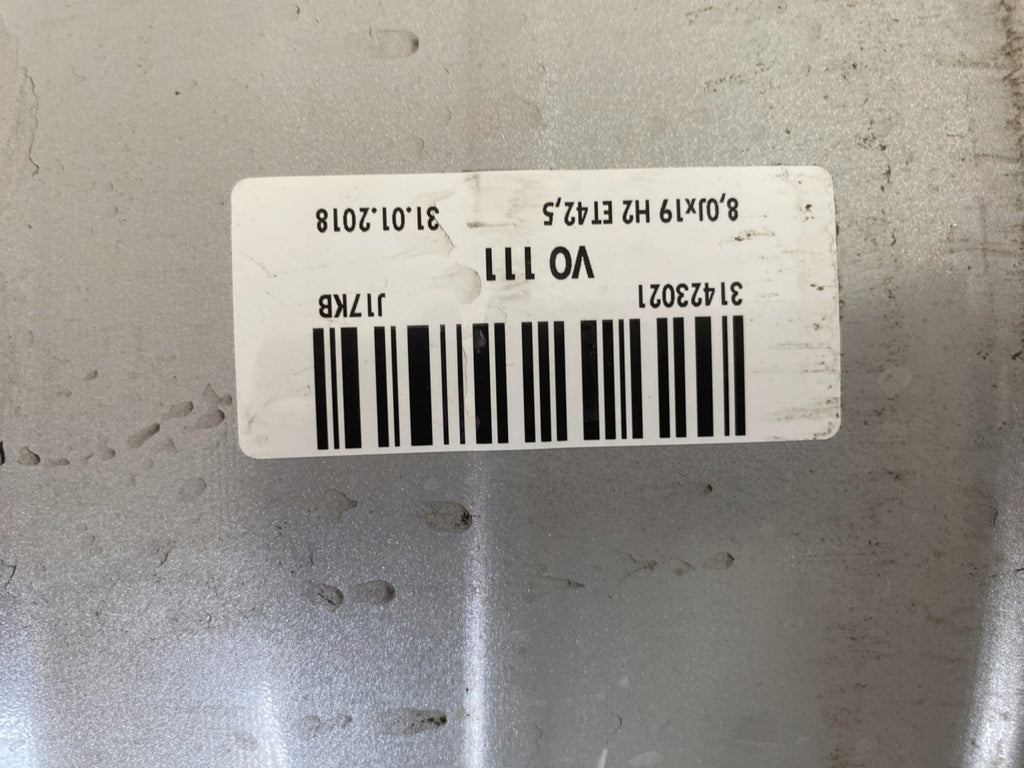 31423021 J17KB
VO 111
8,0Jx19 H2 ET42,5 31.01.2018